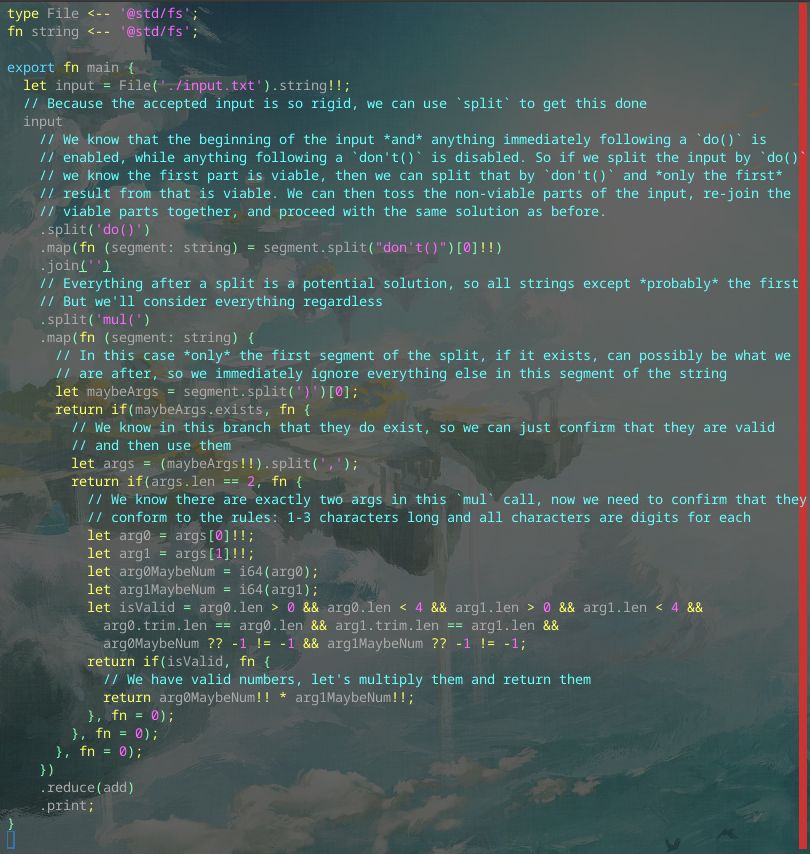 type File <-- '@std/fs';
fn string <-- '@std/fs';

export fn main {
  let input = File('./input.txt').string!!;
  // Because the accepted input is so rigid, we can use `split` to get this done
  input
    // We know that the beginning of the input *and* anything immediately following a `do()` is
    // enabled, while anything following a `don't()` is disabled. So if we split the input by `do()`
    // we know the first part is viable, then we can split that by `don't()` and *only the first*
    // result from that is viable. We can then toss the non-viable parts of the input, re-join the
    // viable parts together, and proceed with the same solution as before.
    .split('do()')
    .map(fn (segment: string) = segment.split("don't()")[0]!!)
    .join('')
    // Everything after a split is a potential solution, so all strings except *probably* the first
    // But we'll consider everything regardless
    .split('mul(')
    .map(fn (segment: string) {
      // In this case *only* the first segment of the split, if it exists, can possibly be what we
      // are after, so we immediately ignore everything else in this segment of the string
      let maybeArgs = segment.split(')')[0];
      return if(maybeArgs.exists, fn {
        // We know in this branch that they do exist, so we can just confirm that they are valid
        // and then use them
        let args = (maybeArgs!!).split(',');
        return if(args.len == 2, fn {
          // We know there are exactly two args in this `mul` call, now we need to confirm that they
          // conform to the rules: 1-3 characters long and all characters are digits for each
          let arg0 = args[0]!!;
          let arg1 = args[1]!!;
          let arg0MaybeNum = i64(arg0);
          let arg1MaybeNum = i64(arg1);
          let isValid = arg0.len > 0 && arg0.len < 4 && arg1.len > 0 && arg1.len < 4 &&
            arg0.trim.len == arg0.len && arg1.trim.len == arg1.len &&
            arg0MaybeNum ?? -1 != -1 && arg1MaybeNum ?? -1 != -1;
          return if(isValid, fn {
            // We have valid numbers, let's multiply them and return them
            return arg0MaybeNum!! * arg1MaybeNum!!;
          }, fn = 0);
        }, fn = 0);
      }, fn = 0);
    })
    .reduce(add)
    .print;
}